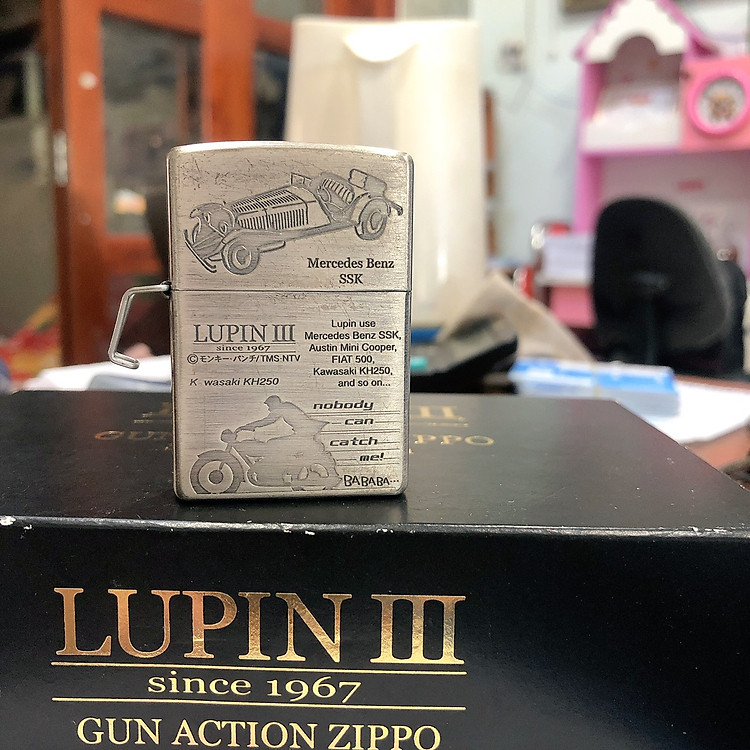 Mercedes Benz
SSK
LUPIN III
since 1967
©モンキー・パンチ/TMS・NTV
K wasaki KH250
Lupin use
Mercedes Benz SSK,
Austin Mini Cooper,
FIAT 500,
Kawasaki KH250,
and so on...
nobody
can
catch
me!
BABABA...
GUN ZIPPO
LUPIN III
since 1967
GUN ACTION ZIPPO